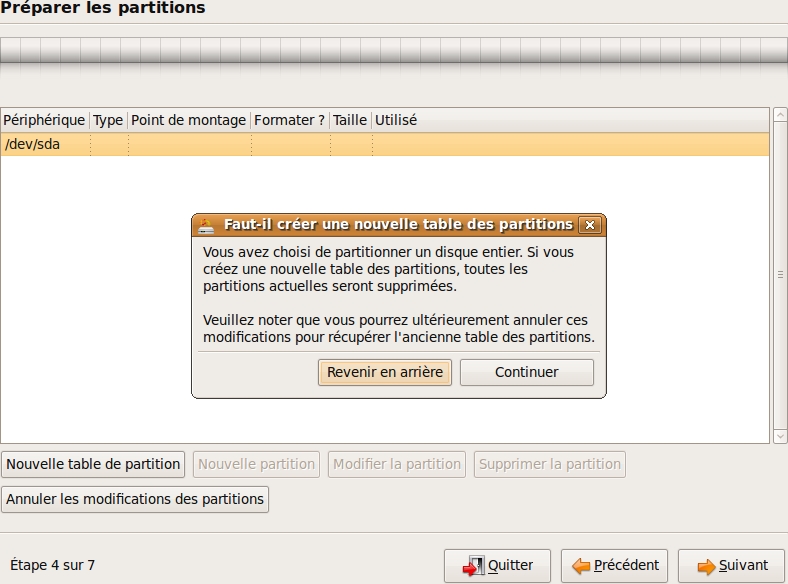 Préparer les partitions
Périphérique Type Point de montage Formater ? Taille Utilisé
/dev/sda
Faut-il créer une nouvelle table des partitions
Vous avez choisi de partitionner un disque entier. Si vous
créez une nouvelle table des partitions, toutes les
partitions actuelles seront supprimées.
Veuillez noter que vous pourrez ultérieurement annuler ces
modifications pour récupérer l'ancienne table des partitions.
Revenir en arrière Continuer
Nouvelle table de partition Nouvelle partition Modifier la partition Supprimer la partition
Annuler les modifications des partitions
Étape 4 sur 7 Quitter Précédent Suivant